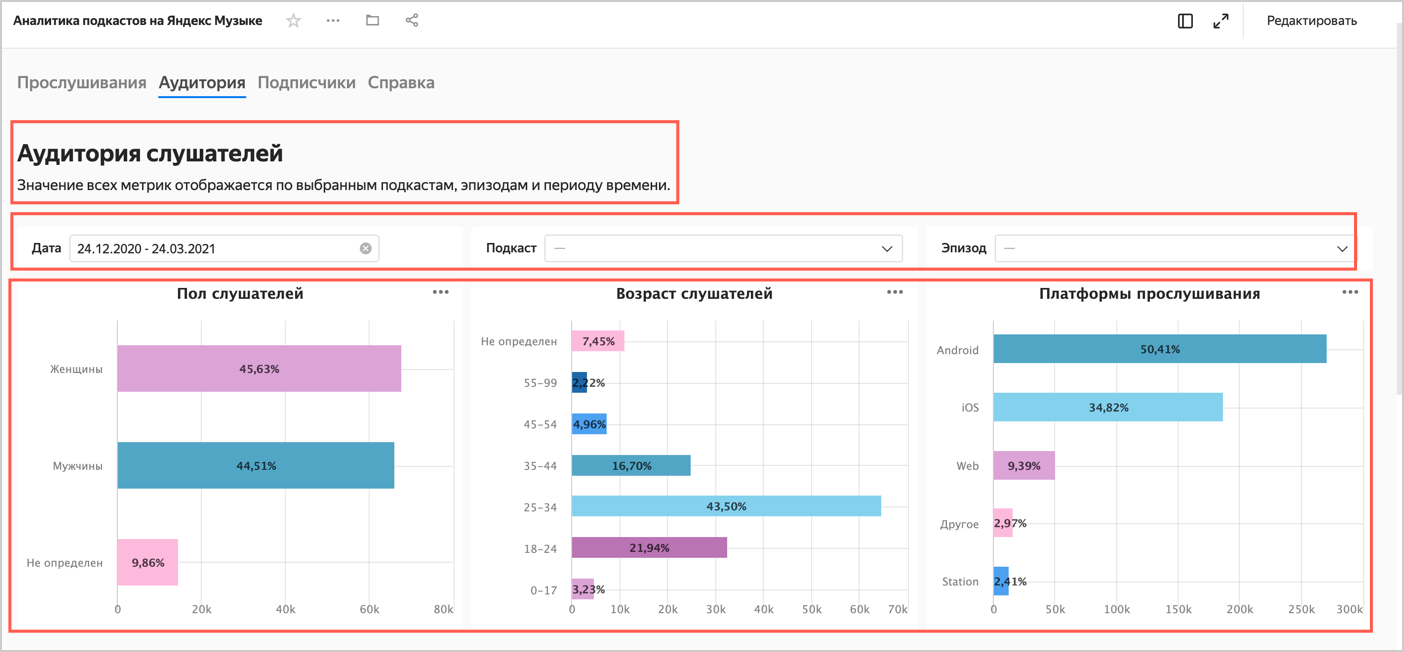 Аналитика подкастов на Яндекс Музыке
Редактировать
Прослушивания Аудитория Подписчики Справка
Аудитория слушателей
Значение всех метрик отображается по выбранным подкастам, эпизодам и периоду времени.
Дата 24.12.2020 - 24.03.2021
Подкаст —
Эпизод —
Пол слушателей
Женщины 45,63%
Мужчины 44,51%
Не определен 9,86%
0 20k 40k 60k 80k
Возраст слушателей
Не определен 7,45%
55-99 2,22%
45-54 4,96%
35-44 16,70%
25-34 43,50%
18-24 21,94%
0-17 3,23%
0 10k 20k 30k 40k 50k 60k 70k
Платформы прослушивания
Android 50,41%
iOS 34,82%
Web 9,39%
Другое 2,97%
Station 2,41%
0 50k 100k 150k 200k 250k 300k